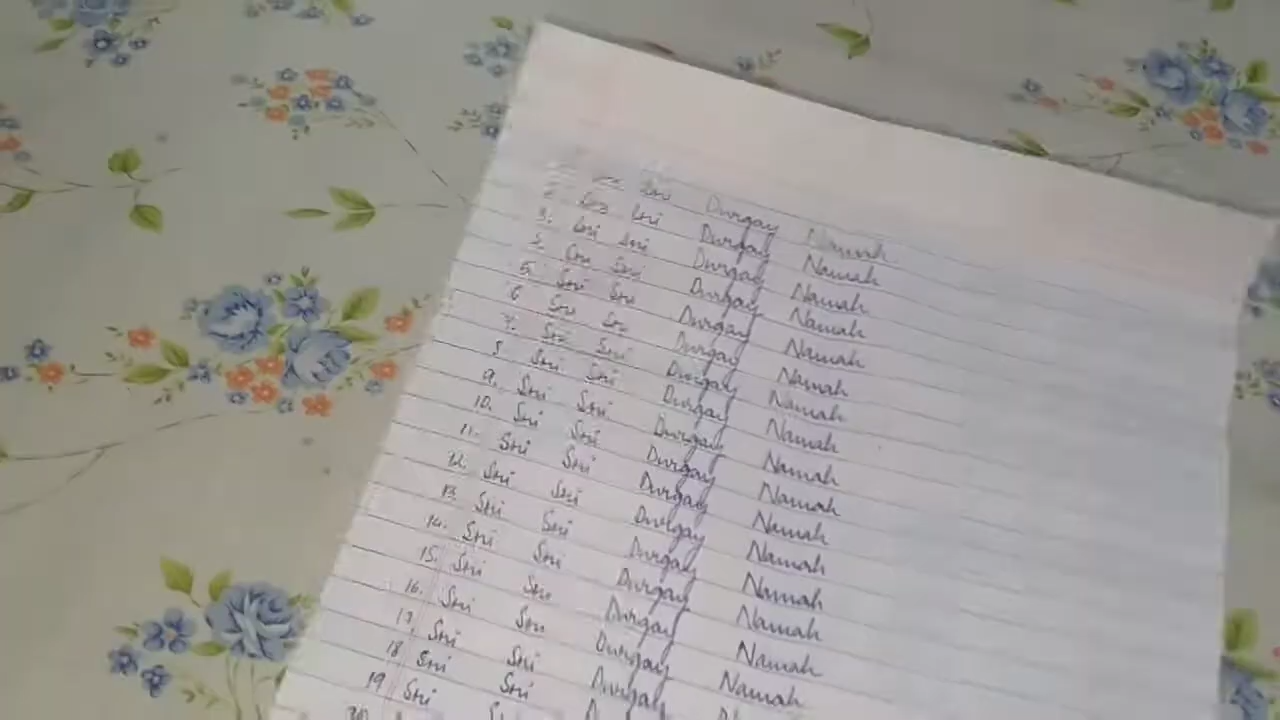 Sri Durgay Namah
2. Sri Sri Durgay Namah
3. Sri Sri Durgay Namah
Sri Sri Durgay Namah
5. Sri Sri Durgay Namah
6 Sri Sri Durgay Namah
7. Sri Sri Durgay Namah
8. Sri Sri Durgay Namah
9. Sri Sri Durgay Namah
10. Sri Sri Durgay Namah
11. Sri Sri Durgay Namah
12. Sri Sri Durgay Namah
13. Sri Sri Durgay Namah
14. Sri Sri Durgay Namah
15. Sri Sri Durgay Namah
16. Sri Sri Durgay Namah
17. Sri Sri Durgay Namah
18 Sri Sri Durgay
19 Sri Sri
20